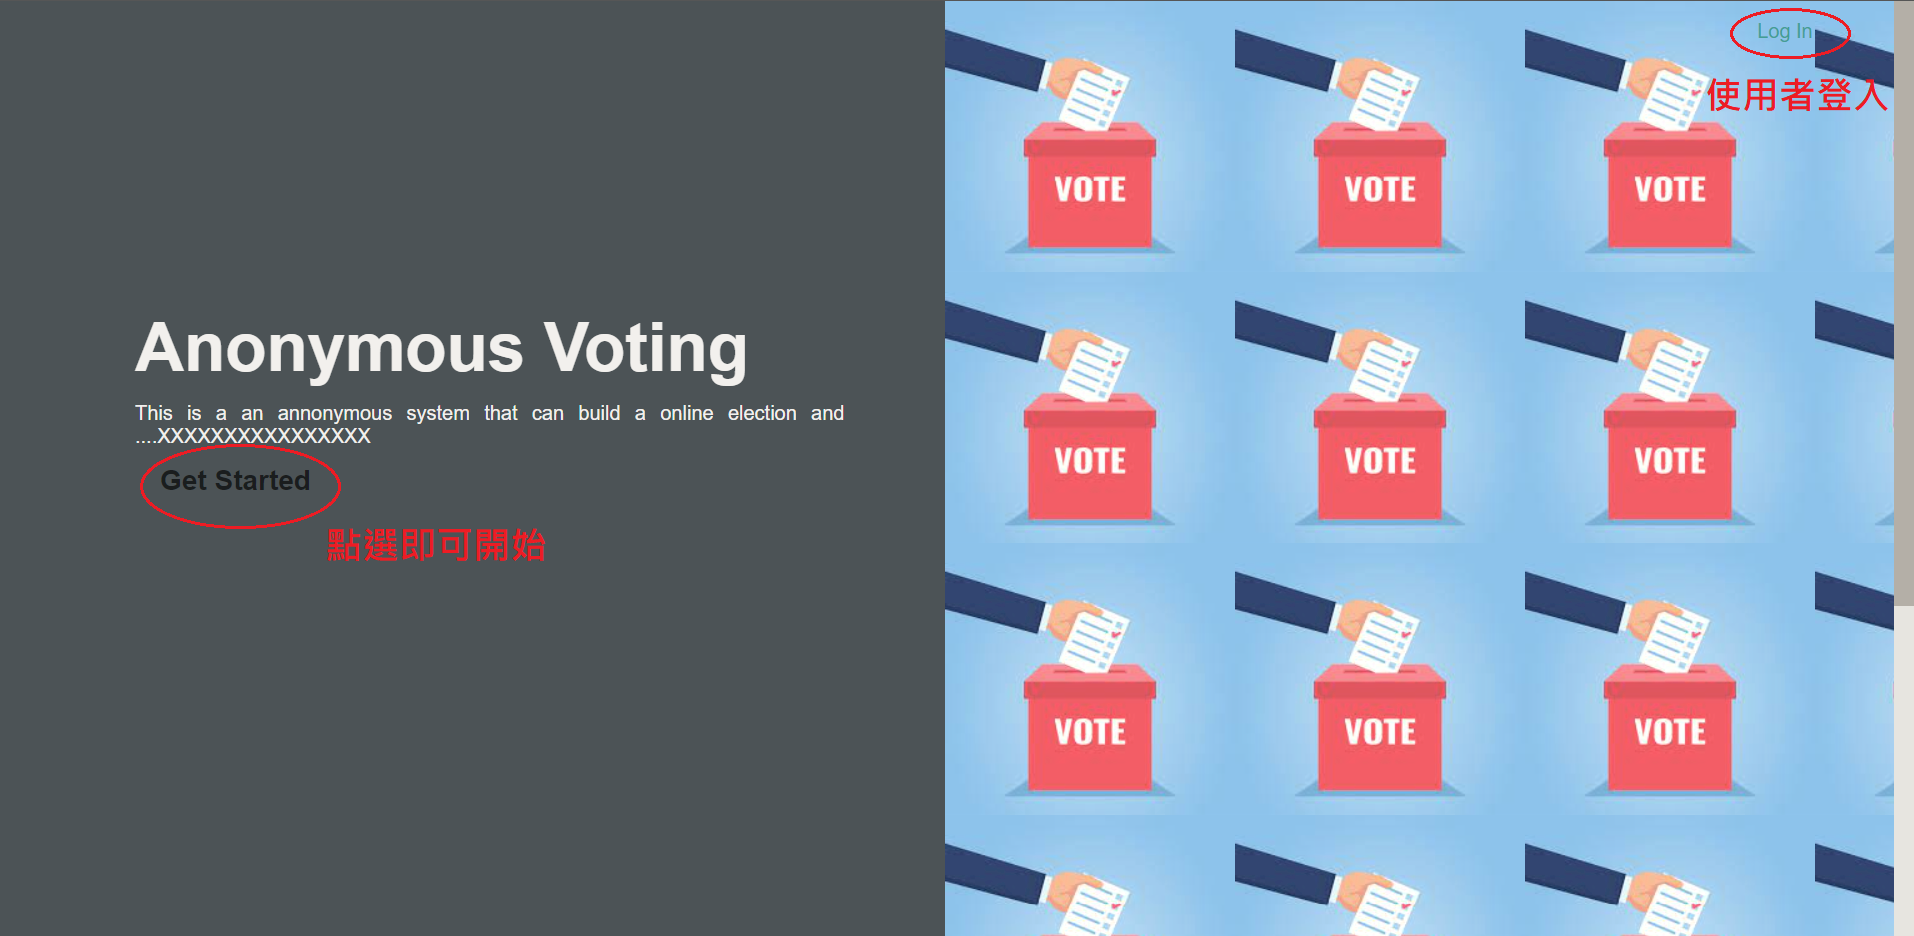 Log In
使用者登入
VOTE VOTE VOTE
Anonymous Voting
This is a an annonymous system that can build a online election and
....XXXXXXXXXXXXXXXX
Get Started
點選即可開始
VOTE VOTE VOTE
VOTE VOTE VOTE